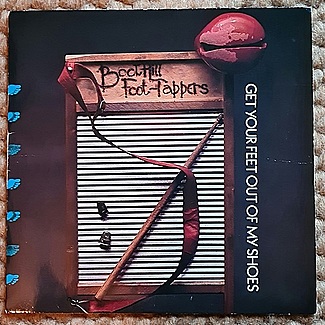 Boothill
Foot-Tappers
GET YOUR FEET OUT OF MY SHOES